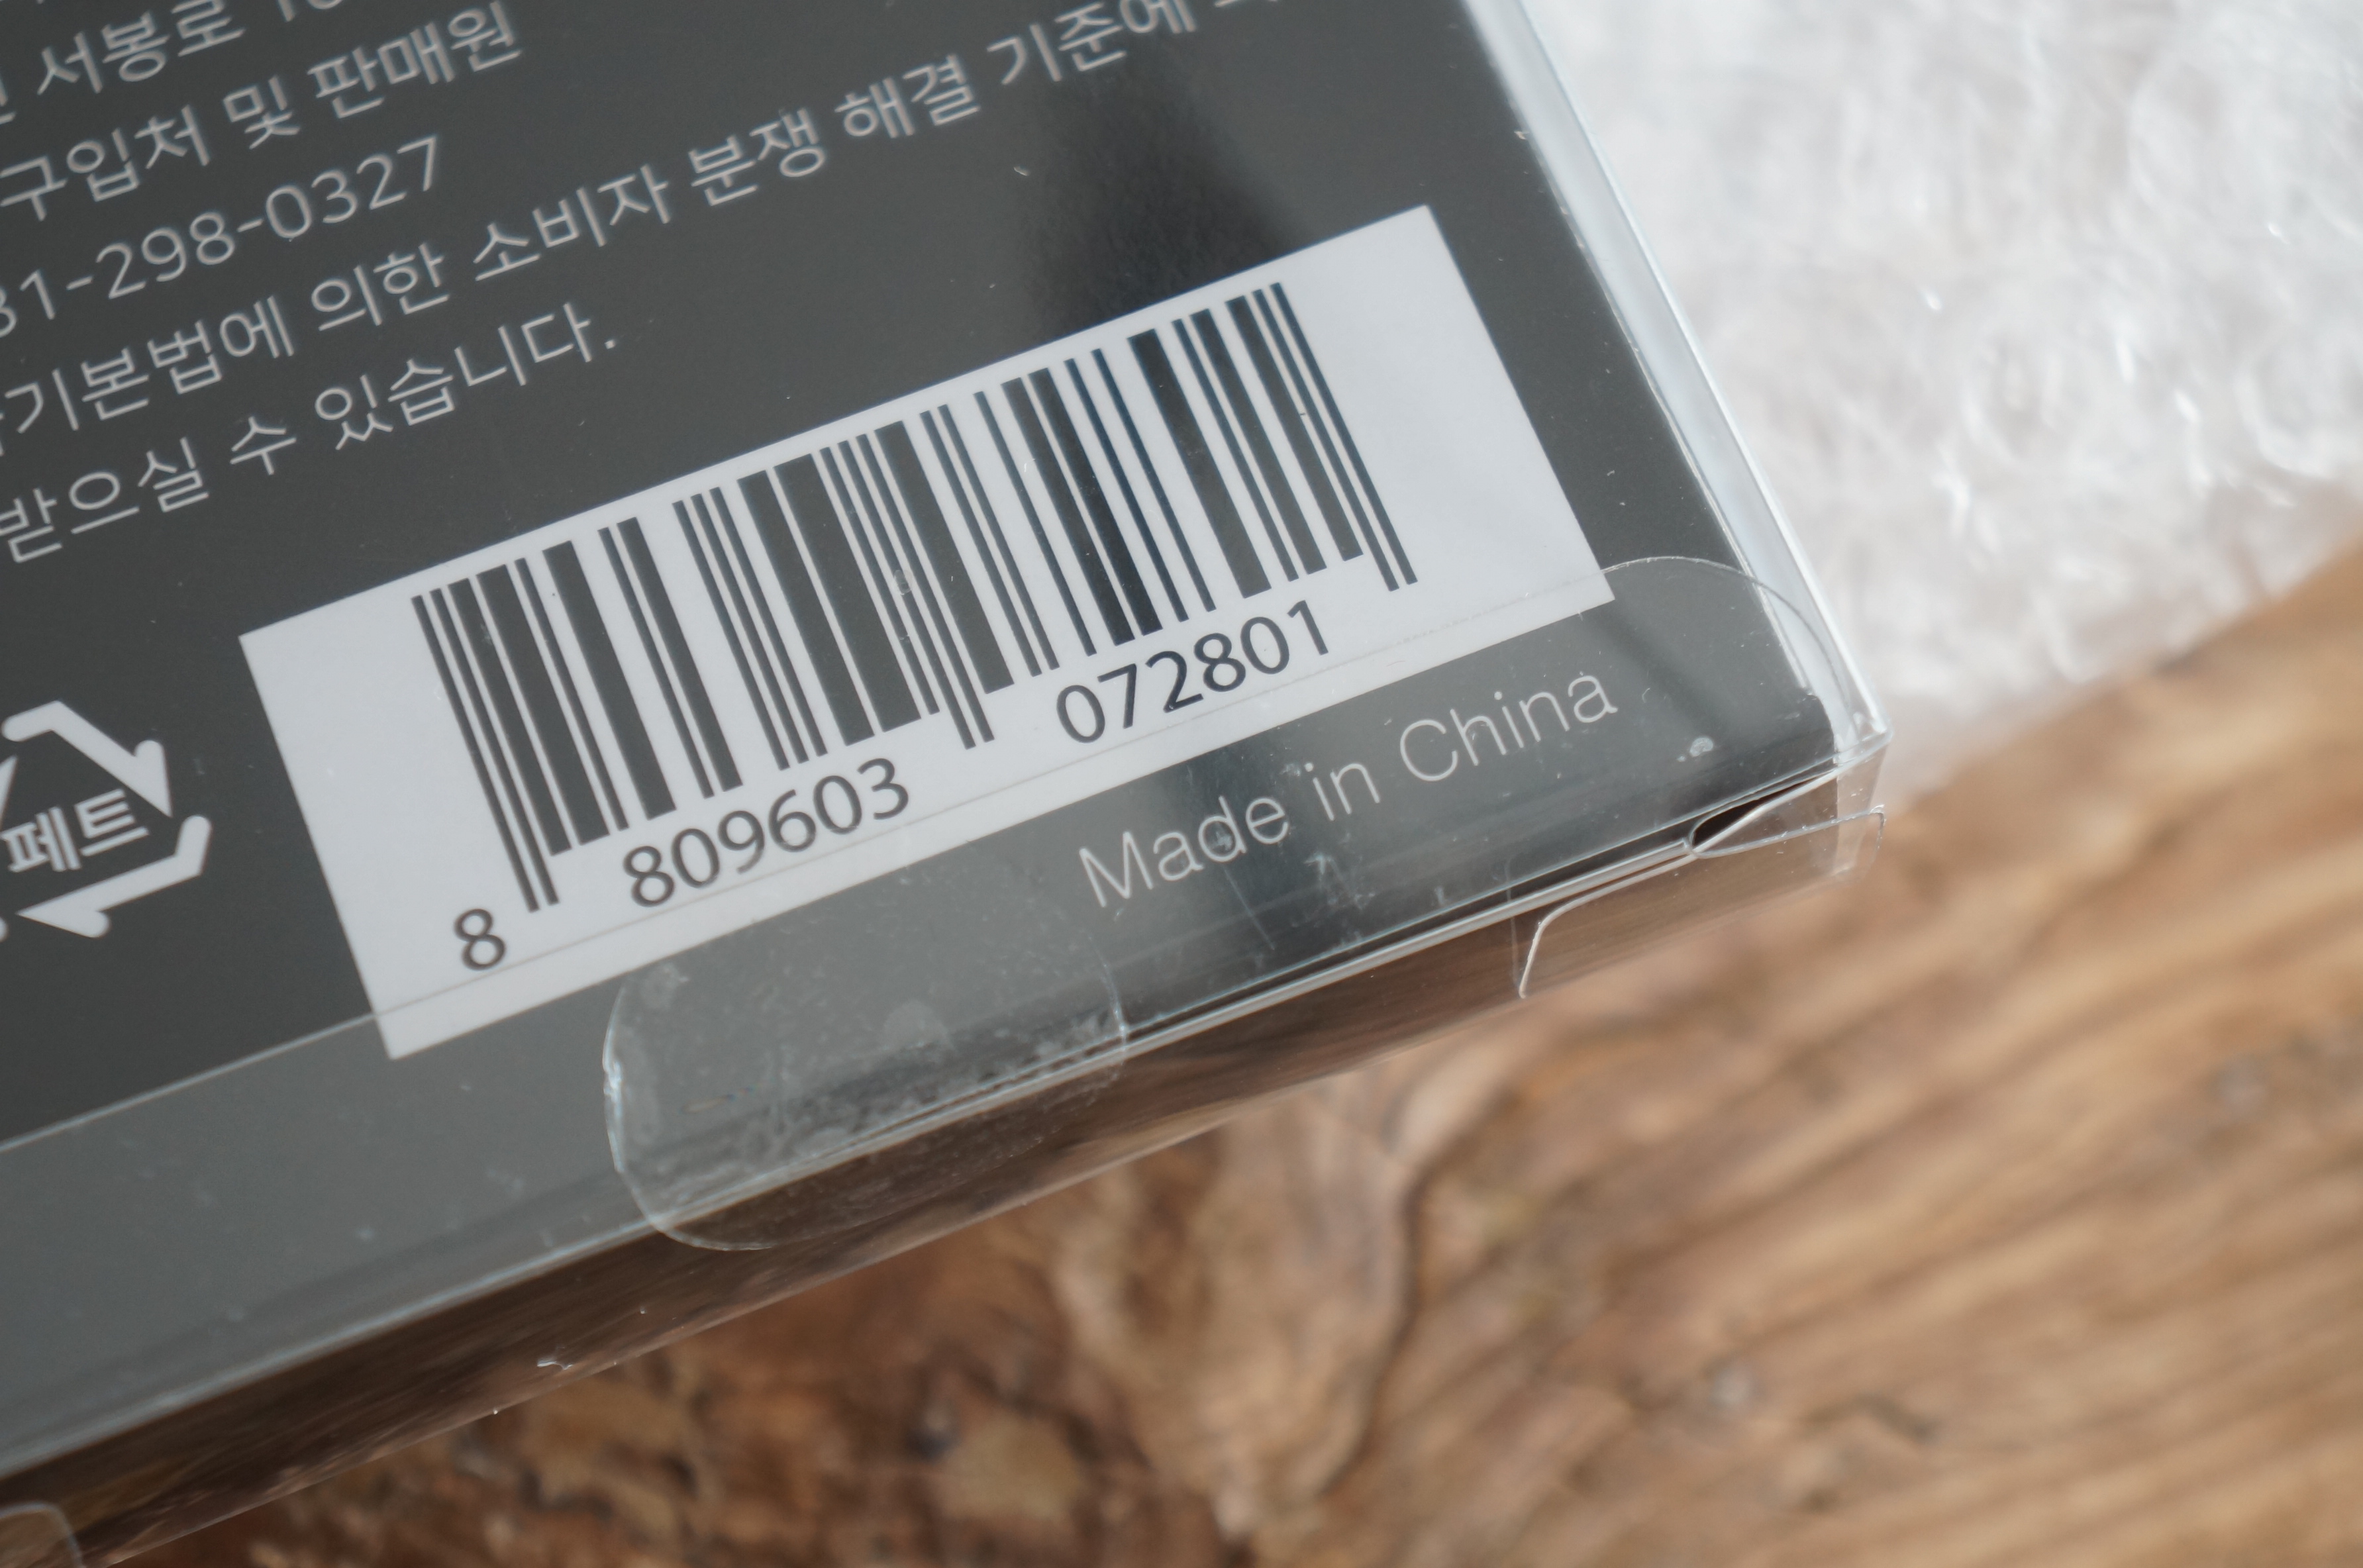 서봉로
구입처 및 판매원
31-298-0327
기본법에 의한 소비자 분쟁 해결 기준에
받으실 수 있습니다.
페트
8 809603 072801
Made in China